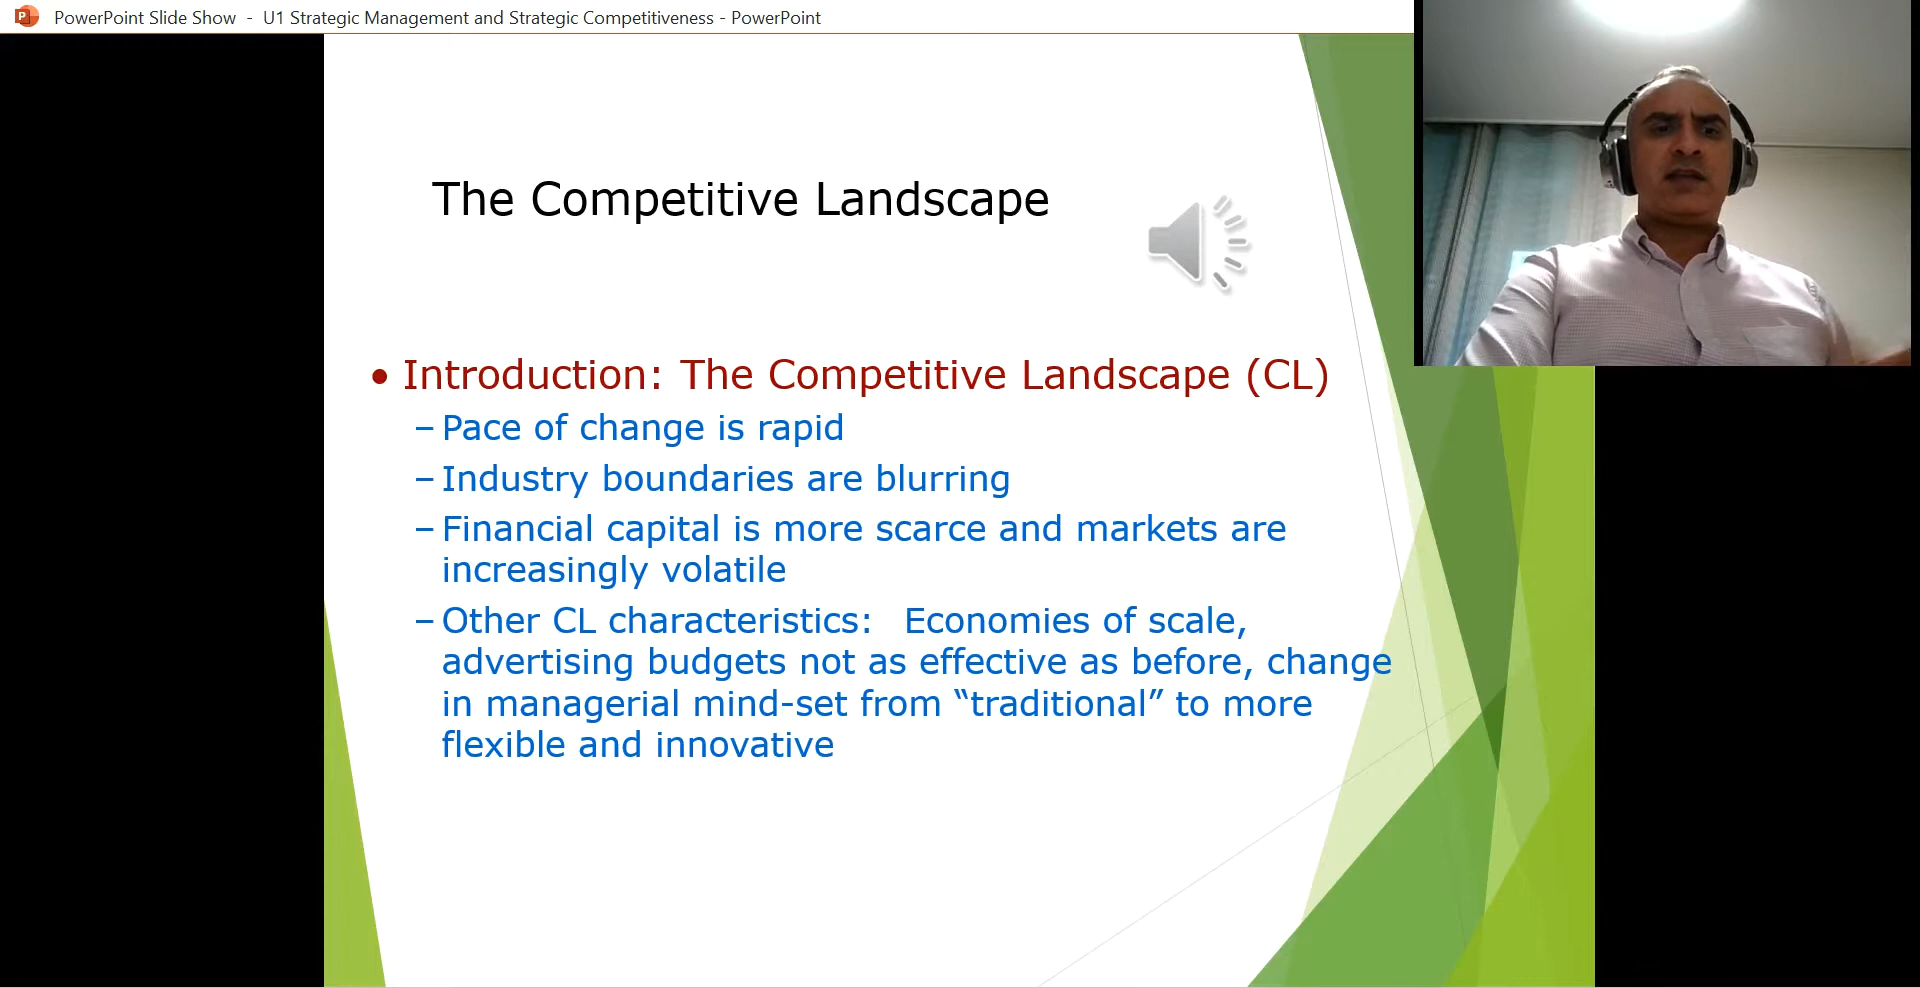 PowerPoint Slide Show - U1 Strategic Management and Strategic Competitiveness - PowerPoint
The Competitive Landscape
• Introduction: The Competitive Landscape (CL)
– Pace of change is rapid
– Industry boundaries are blurring
– Financial capital is more scarce and markets are
increasingly volatile
– Other CL characteristics: Economies of scale,
advertising budgets not as effective as before, change
in managerial mind-set from “traditional” to more
flexible and innovative